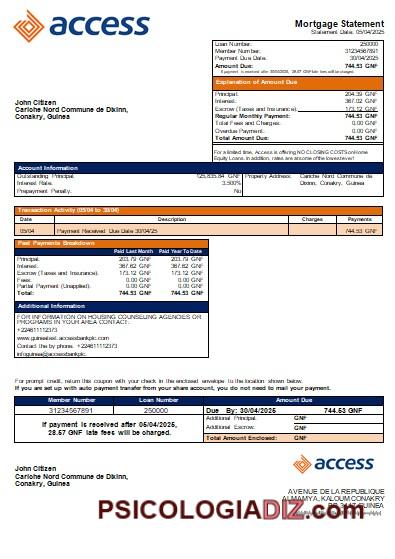 access
Mortgage Statement
Statement Date: 05/04/2025
Loan Number: 250000
Member Number: 31234567891
Payment Due Date: 30/04/2025
Amount Due: 744.53 GNF
If payment is received after 30/04/2025, 28.57 GNF late fees will be charged.
Explanation of Amount Due
Principal: 204.39 GNF
Interest: 367.02 GNF
Escrow (Taxes and Insurance): 173.12 GNF
Regular Monthly Payment: 744.53 GNF
Total Fees and Charges: 0.00 GNF
Overdue Payment: 0.00 GNF
Total Amount Due: 744.53 GNF
John Citizen
Cariohe Nord Commune de Dixinn,
Conakry, Guinea
For a limited time, Access is offering NO CLOSING COSTS on Home
Equity Loans. In addition, rates are at some of the lowest ever!
Account Information
Outstanding Principal: 125,835.84 GNF
Interest Rate: 3.500%
Prepayment Penalty: No
Property Address: Cariche Nord Commune de
Dixinn, Conakry, Guinea
Transaction Activity (05/04 to 30/04)
Date Description Charges Payments
05/04 Payment Received Due Date 30/04/25 744.53 GNF
Past Payments Breakdown
Paid Last Month Paid Year To Date
Principal: 203.79 GNF 203.79 GNF
Interest: 367.62 GNF 367.62 GNF
Escrow (Taxes and Insurance): 173.12 GNF 173.12 GNF
Fees: 0.00 GNF 0.00 GNF
Partial Payment (Unapplied): 0.00 GNF 0.00 GNF
Total: 744.53 GNF 744.53 GNF
Additional Information
FOR INFORMATION ON HOUSING COUNSELING AGENCIES OR
PROGRAMS IN YOUR AREA CONTACT:
+224611112373
Contact the by phone: +224611112373
infoguinea@accessbankplc.
For prompt credit, return this coupon with your check in the enclosed envelope to the location shown below.
If you are set up with auto payment transfer from your share account, you do not need to mail your payment.
Member Number Loan Number Amount Due
31234567891 250000 Due By: 30/04/2025 744.53 GNF
If payment is received after 05/04/2025,
28.57 GNF late fees will be charged.
Additional Principal: GNF
Additional Escrow: GNF
Total Amount Enclosed: GNF
John Citizen
Cariohe Nord Commune de Dixinn,
Conakry, Guinea
access
AVENUE DE LA REPUBLIQUE
ALMAMYA, KALOUM CONAKRY
PSICOLOGIADIZ.com